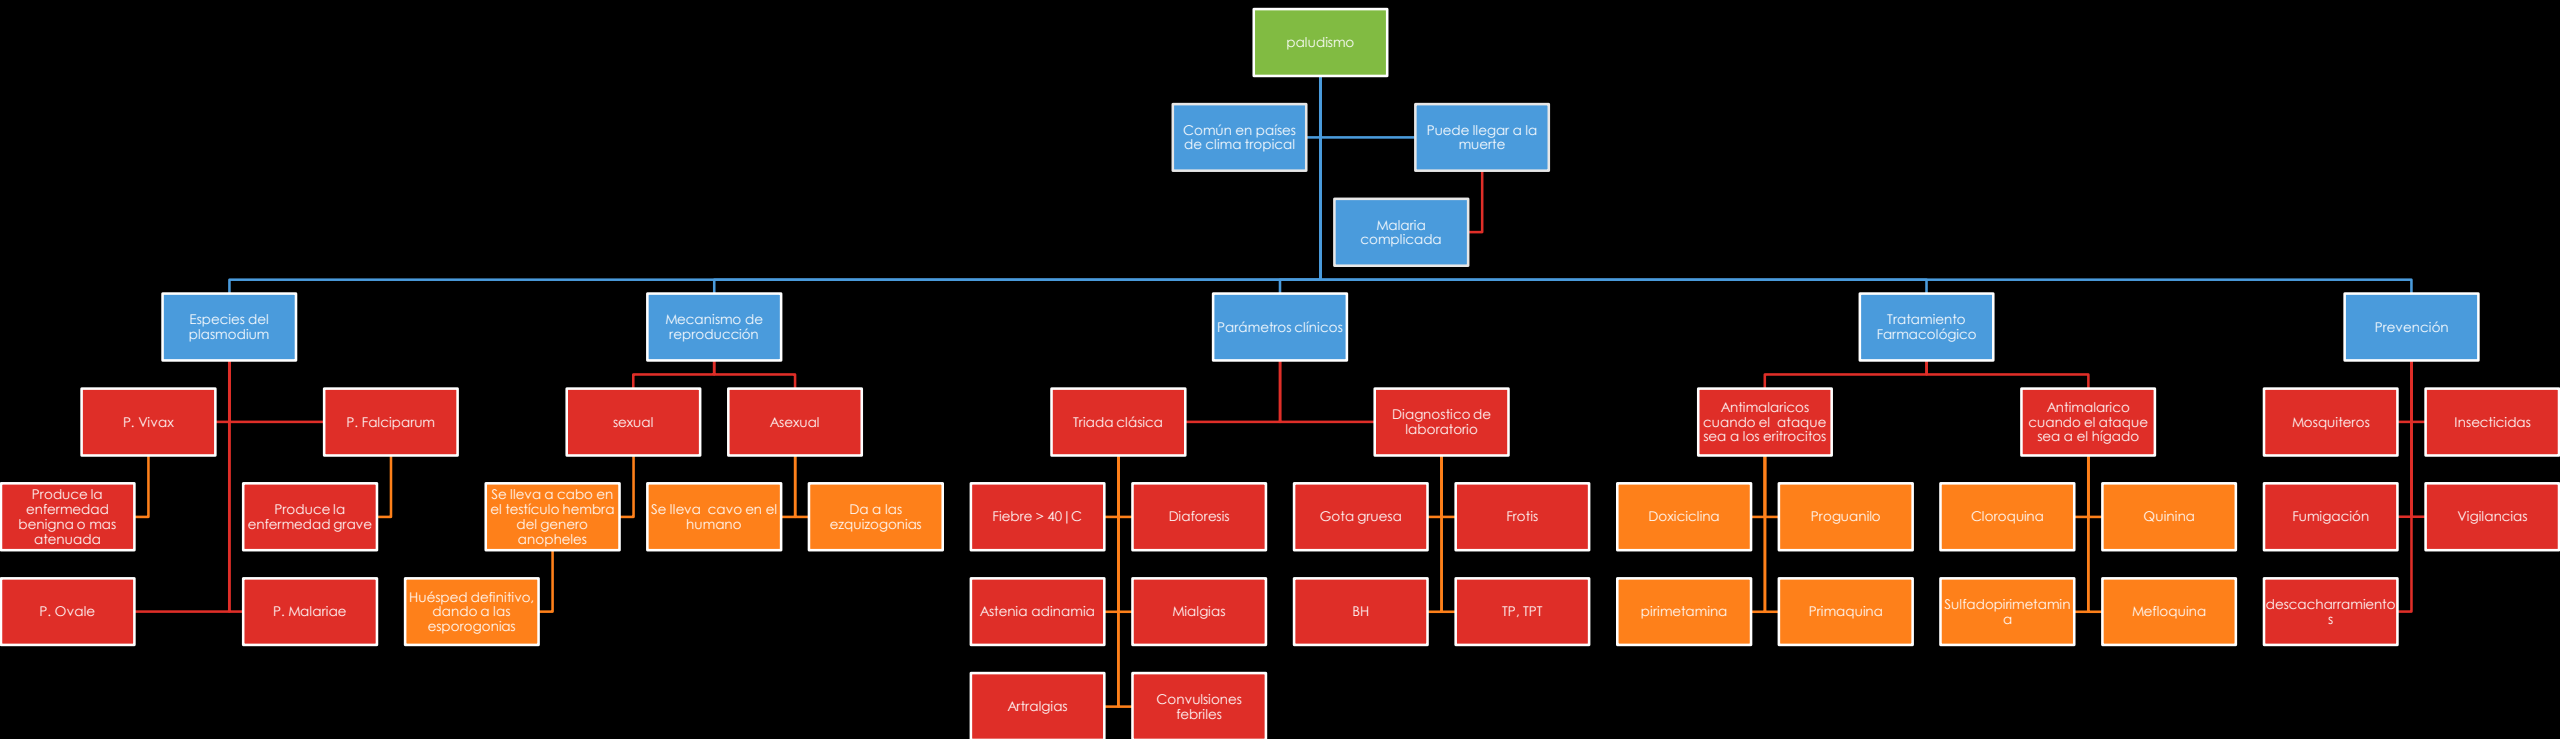 paludismo
Común en países
de clima tropical
Puede llegar a la
muerte
Malaria
complicada
Especies del
plasmodium
Mecanismo de
reproducción
Parámetros clínicos
Tratamiento
Farmacológico
Prevención
P. Vivax
P. Falciparum
sexual
Asexual
Triada clásica
Diagnostico de
laboratorio
Antimalaricos
cuando el ataque
sea a los eritrocitos
Antimalarico
cuando el ataque
sea a el hígado
Mosquiteros
Insecticidas
Produce la
enfermedad
benigna o mas
atenuada
Produce la
enfermedad grave
Se lleva a cabo en
el testículo hembra
del genero
anopheles
Se lleva cavo en el
humano
Da a las
ezquizogonias
Fiebre > 40|C
Diaforesis
Gota gruesa
Frotis
Doxiciclina
Proguanilo
Cloroquina
Quinina
Fumigación
Vigilancias
P. Ovale
P. Malariae
Huésped definitivo,
dando a las
esporogonias
Astenia adinamia
Mialgias
BH
TP, TPT
pirimetamina
Primaquina
Sulfadopirimetamin
a
Mefloquina
descacharramiento
s
Artralgias
Convulsiones
febriles